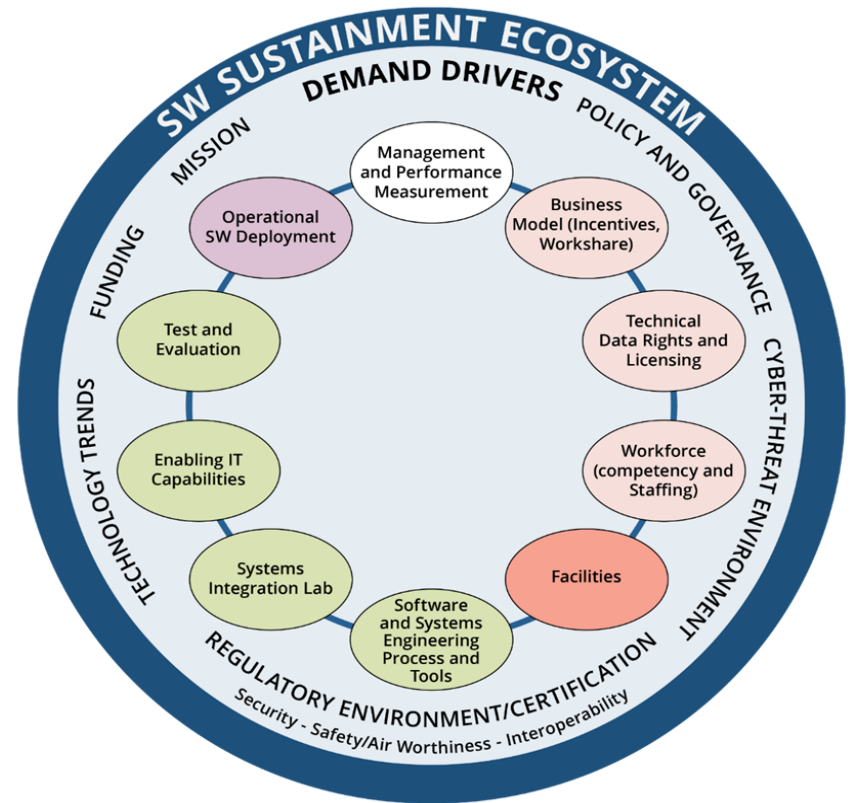 SW SUSTAINMENT ECOSYSTEM
DEMAND DRIVERS
MISSION
POLICY AND GOVERNANCE
FUNDING
CYBER-THREAT ENVIRONMENT
TECHNOLOGY TRENDS
Management
and Performance
Measurement
Business
Model (Incentives,
Workshare)
Technical
Data Rights and
Licensing
Workforce
(competency and
Staffing)
Facilities
Software
and Systems
Engineering
Process and
Tools
Systems
Integration Lab
Enabling IT
Capabilities
Test and
Evaluation
Operational
SW Deployment
REGULATORY ENVIRONMENT/CERTIFICATION
Security - Safety/Air Worthiness - Interoperability